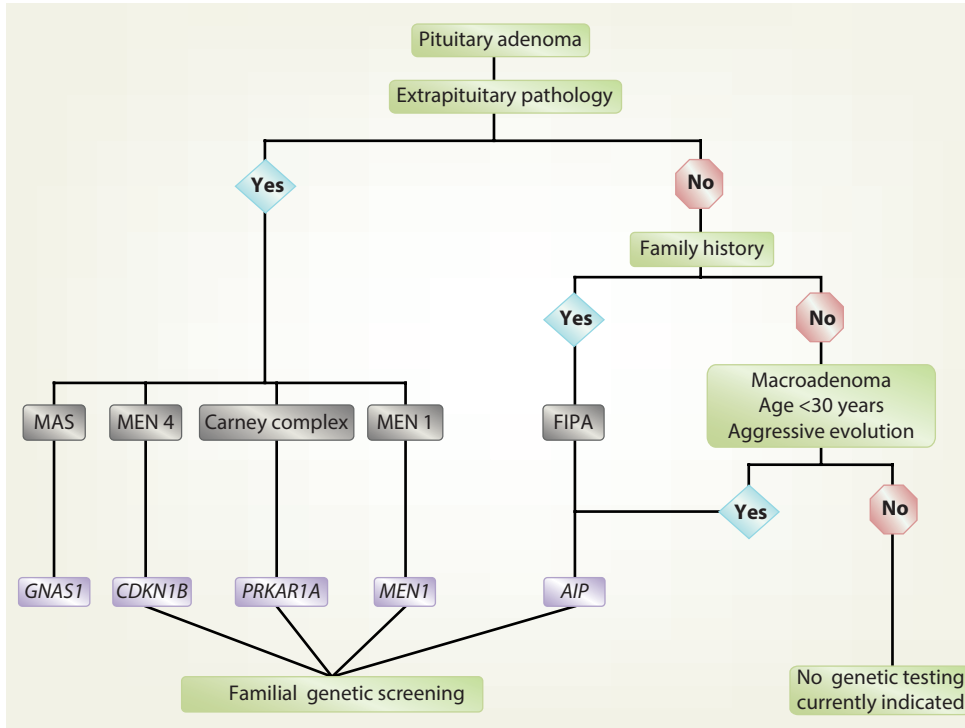 Pituitary adenoma
Extrapituitary pathology
Yes
No
Family history
Yes
No
Macroadenoma
Age <30 years
Aggressive evolution
MAS
MEN 4
Carney complex
MEN 1
FIPA
Yes
No
GNAS1
CDKN1B
PRKAR1A
MEN1
AIP
Familial genetic screening
No genetic testing
currently indicated